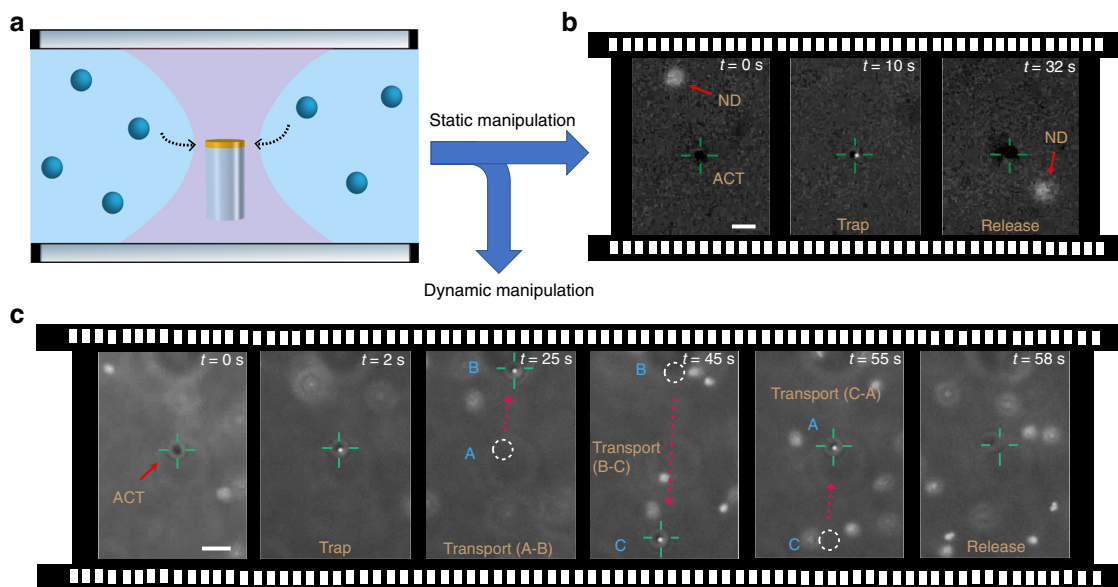 a
Static manipulation
Dynamic manipulation
b
t = 0 s
ND
ACT
t = 10 s
Trap
t = 32 s
ND
Release
c
t = 0 s
ACT
t = 2 s
Trap
t = 25 s
B
A
Transport (A-B)
t = 45 s
B
Transport
(B-C)
C
t = 55 s
Transport (C-A)
A
C
t = 58 s
Release